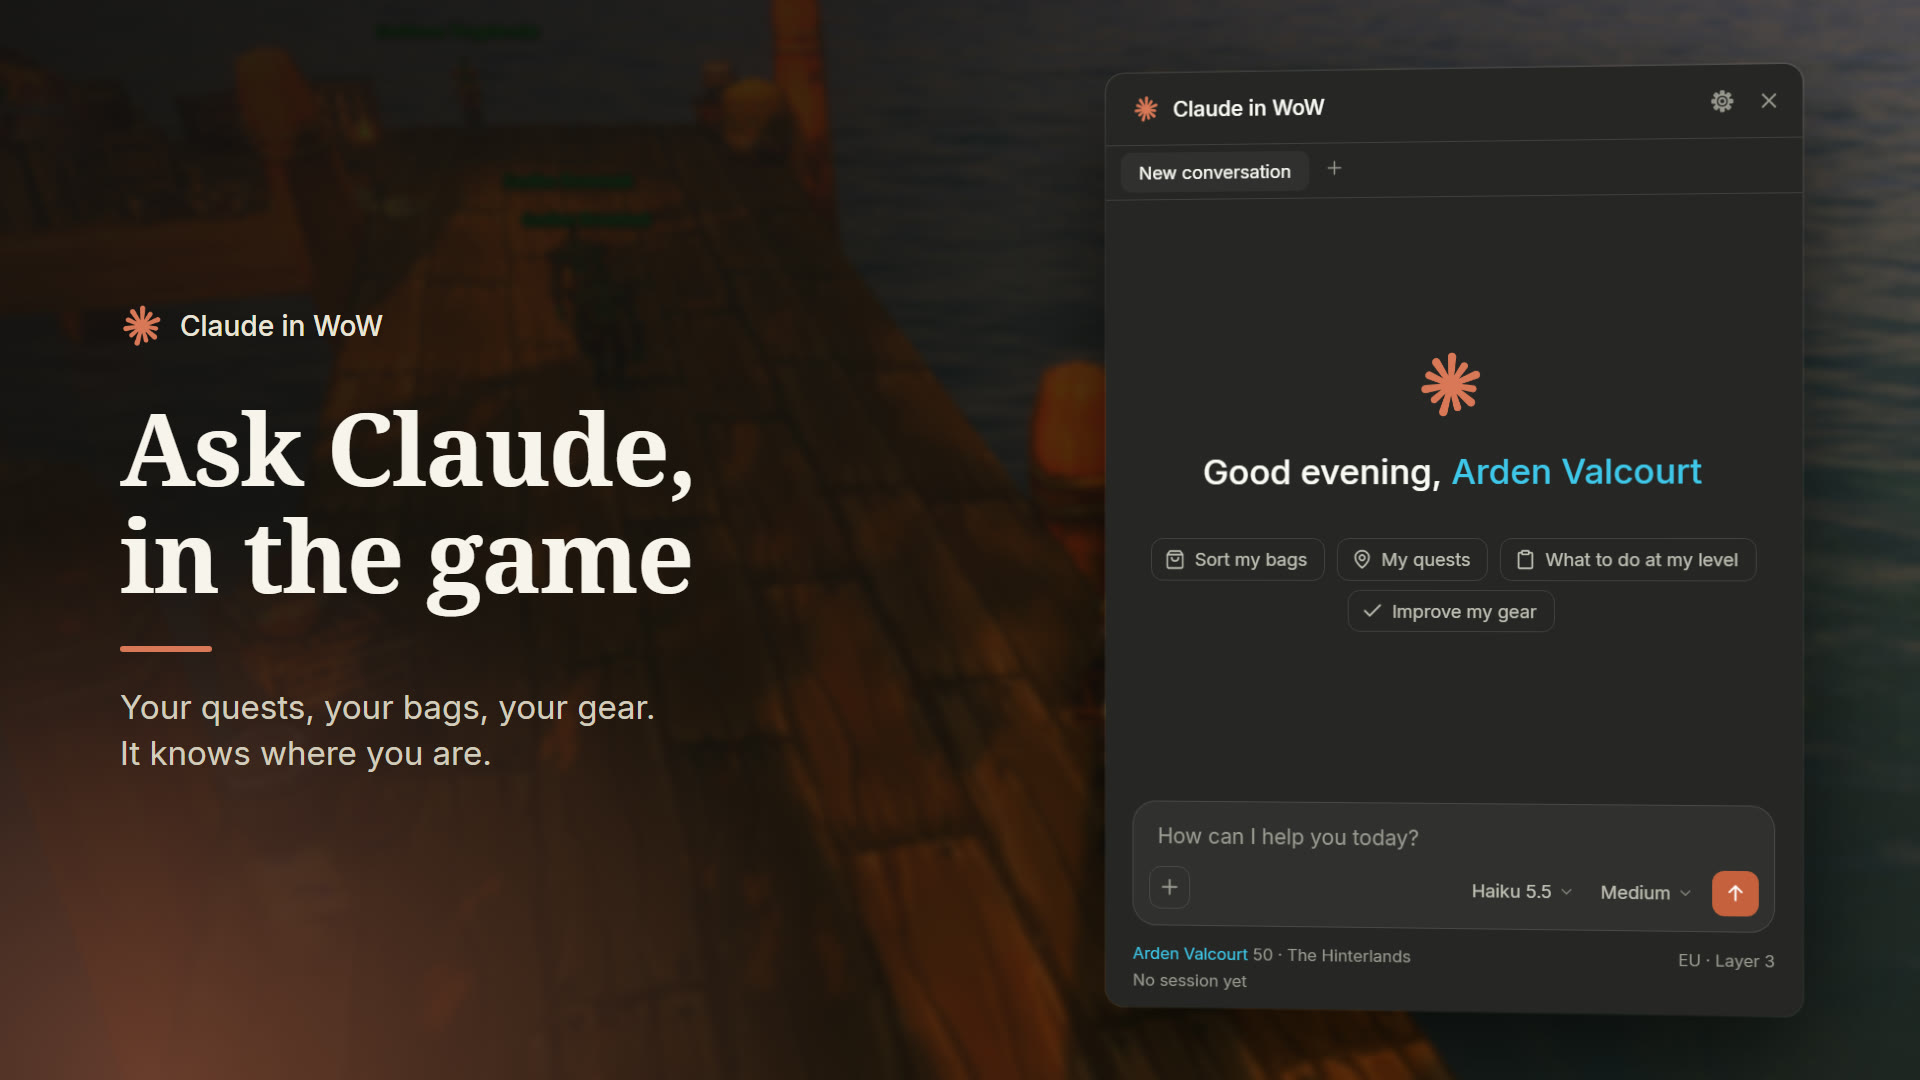 Claude in WoW
Ask Claude,
in the game
Your quests, your bags, your gear.
It knows where you are.
Claude in WoW
New conversation
Good evening, Arden Valcourt
Sort my bags
My quests
What to do at my level
Improve my gear
How can I help you today?
Haiku 5.5
Medium
Arden Valcourt 50 · The Hinterlands
EU · Layer 3
No session yet